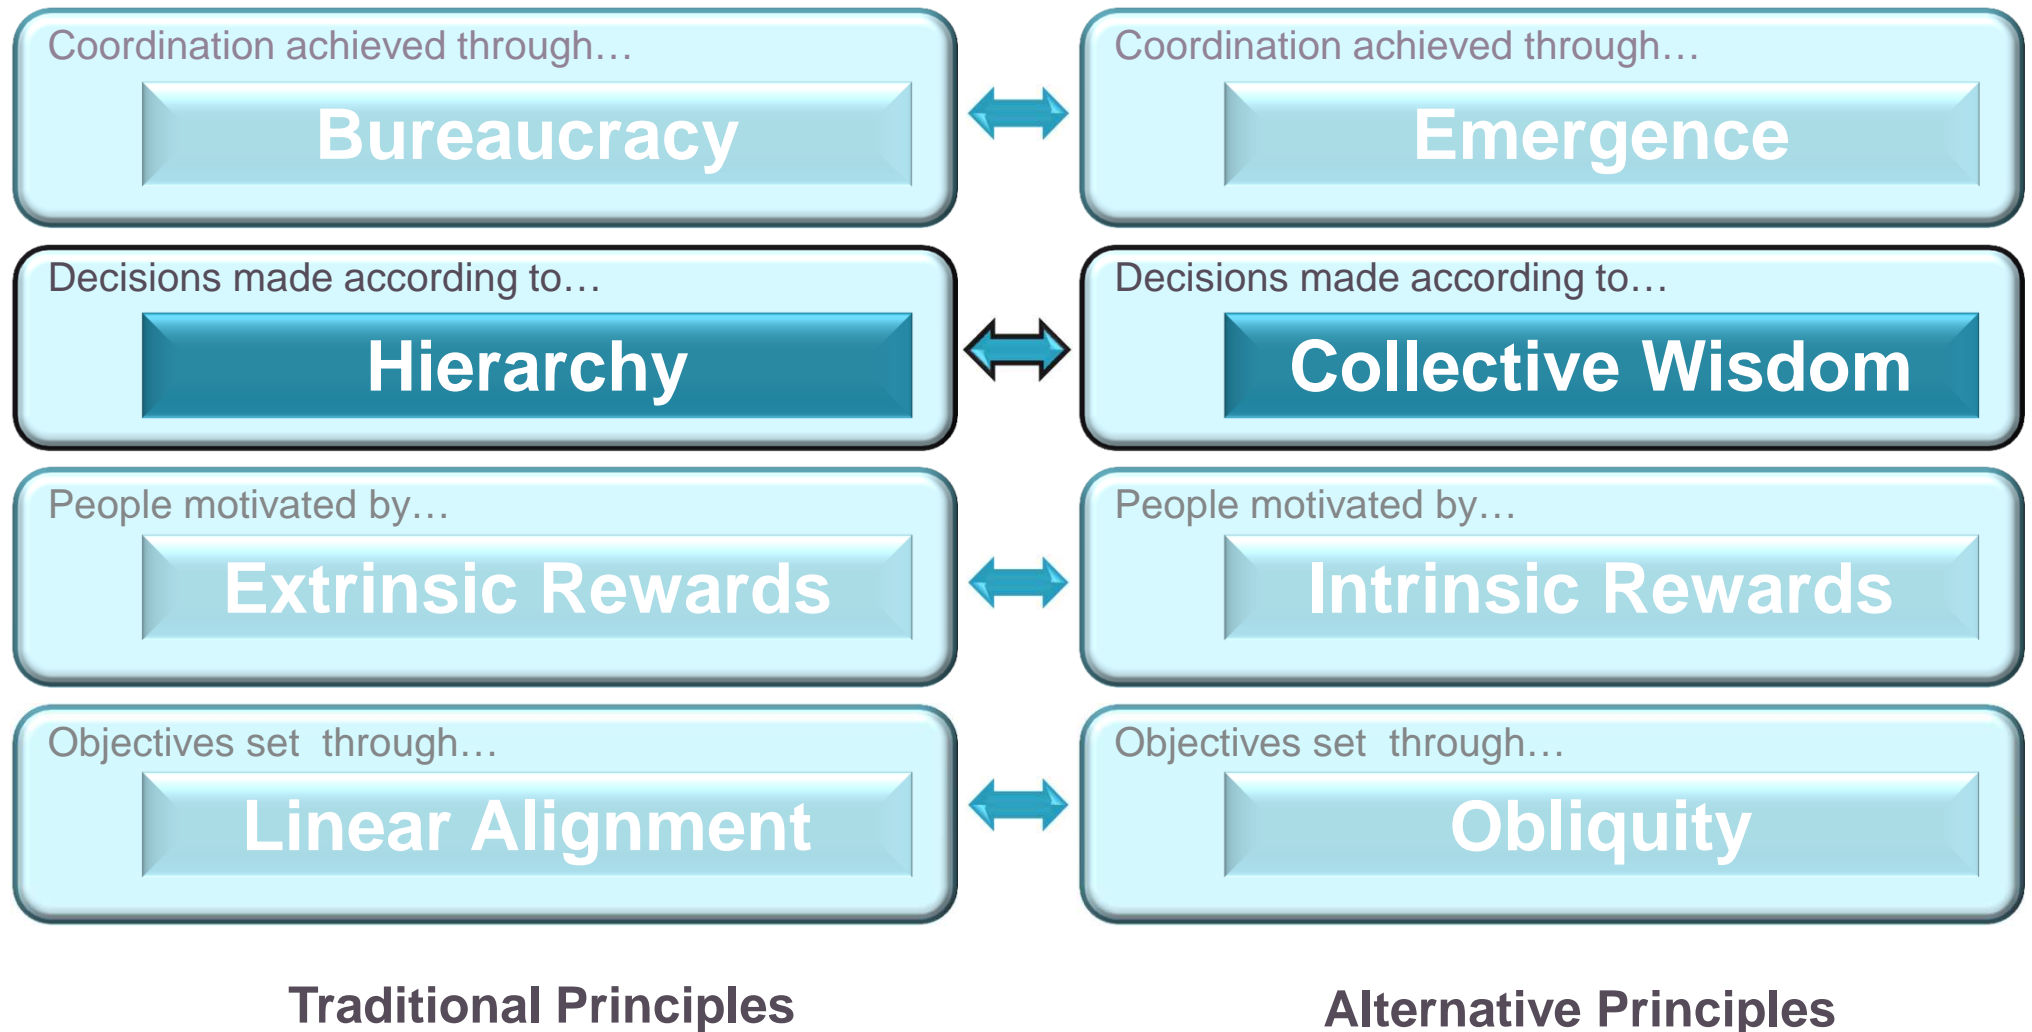 Coordination achieved through…
Bureaucracy
Coordination achieved through…
Emergence
Decisions made according to…
Hierarchy
Decisions made according to…
Collective Wisdom
People motivated by…
Extrinsic Rewards
People motivated by…
Intrinsic Rewards
Objectives set  through…
Linear Alignment
Objectives set  through…
Obliquity
Traditional Principles
Alternative Principles